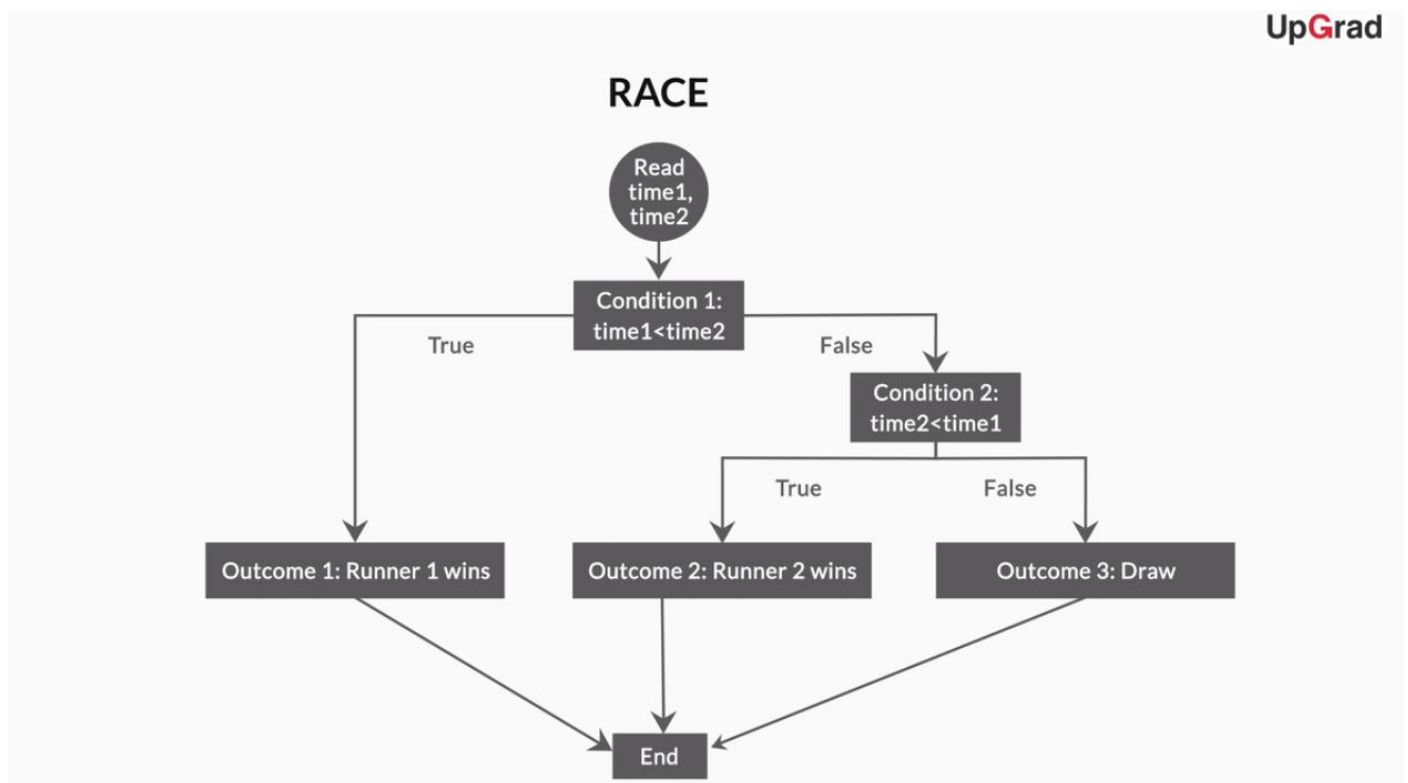 UpGrad
RACE
Read
time1,
time2
Condition 1:
time1<time2
True
False
Condition 2:
time2<time1
True
False
Outcome 1: Runner 1 wins
Outcome 2: Runner 2 wins
Outcome 3: Draw
End